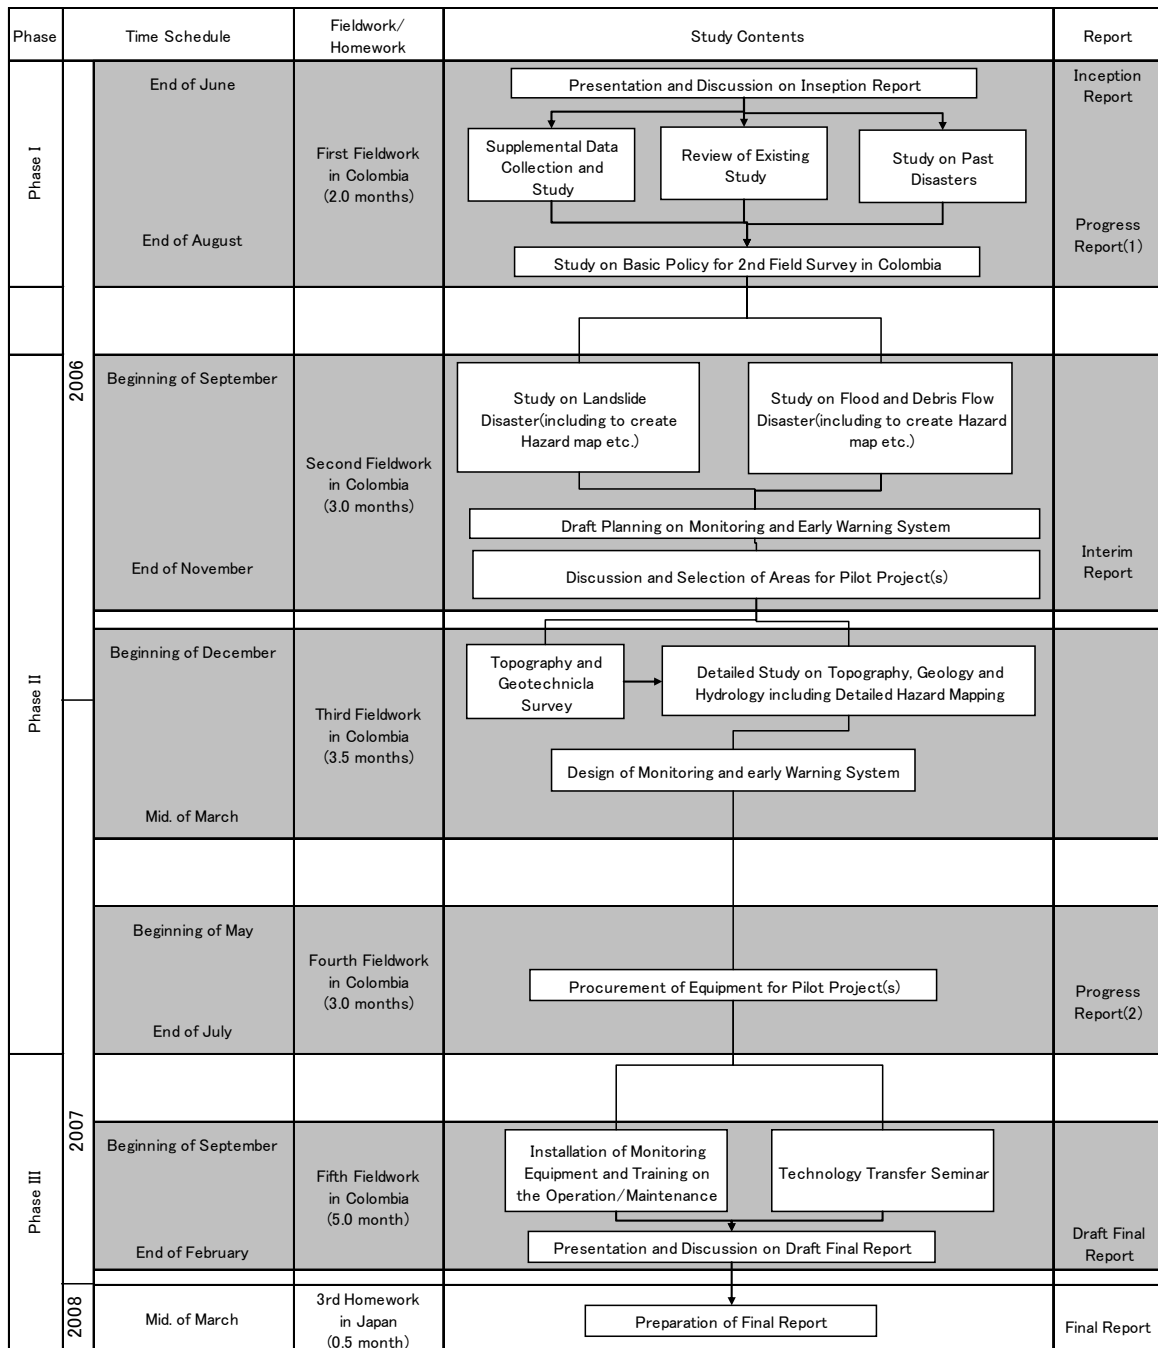 Phase
Time Schedule
Fieldwork/
Homework
Study Contents
Report
Phase I
2006
End of June
End of August
First Fieldwork
in Colombia
(2.0 months)
Presentation and Discussion on Inseption Report
Supplemental Data
Collection and
Study
Review of Existing
Study
Study on Past
Disasters
Study on Basic Policy for 2nd Field Survey in Colombia
Inception
Report
Progress
Report(1)
Phase II
Beginning of September
End of November
Second Fieldwork
in Colombia
(3.0 months)
Study on Landslide
Disaster(including to create
Hazard map etc.)
Study on Flood and Debris Flow
Disaster(including to create Hazard
map etc.)
Draft Planning on Monitoring and Early Warning System
Discussion and Selection of Areas for Pilot Project(s)
Interim
Report
Beginning of December
Mid. of March
Third Fieldwork
in Colombia
(3.5 months)
Topography and
Geotechnicla
Survey
Detailed Study on Topography, Geology and
Hydrology including Detailed Hazard Mapping
Design of Monitoring and early Warning System
2007
Beginning of May
End of July
Fourth Fieldwork
in Colombia
(3.0 months)
Procurement of Equipment for Pilot Project(s)
Progress
Report(2)
Phase III
Beginning of September
End of February
Fifth Fieldwork
in Colombia
(5.0 month)
Installation of Monitoring
Equipment and Training on
the Operation/Maintenance
Technology Transfer Seminar
Presentation and Discussion on Draft Final Report
Draft Final
Report
2008
Mid. of March
3rd Homework
in Japan
(0.5 month)
Preparation of Final Report
Final Report